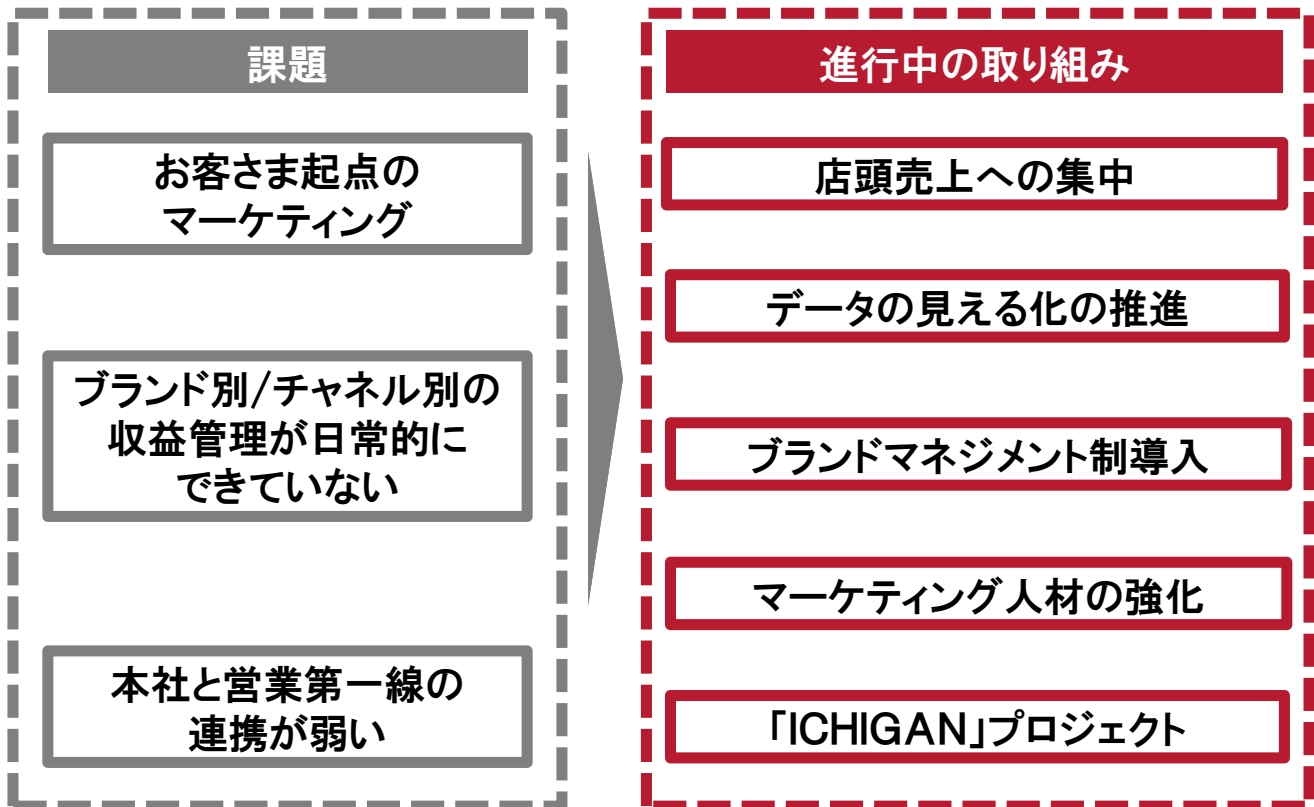 課題
お客さま起点の
マーケティング
ブランド別/チャネル別の
収益管理が日常的に
できていない
本社と営業第一線の
連携が弱い
進行中の取り組み
店頭売上への集中
データの見える化の推進
ブランドマネジメント制導入
マーケティング人材の強化
「ICHIGAN」プロジェクト